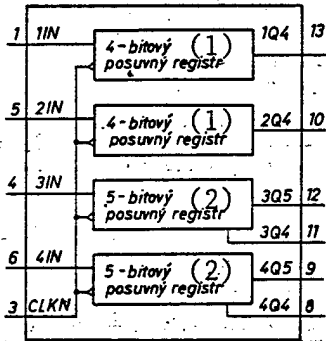 1 1IN 4-bitový (1) 1Q4 13
posuvný registr
5 2IN 4-bitový (1) 2Q4 10
posuvný registr
4 3IN 5-bitový (2) 3Q5 12
posuvný registr 3Q4 11
6 4IN 5-bitový (2) 4Q5 9
posuvný registr
3 CLKN 4Q4 8